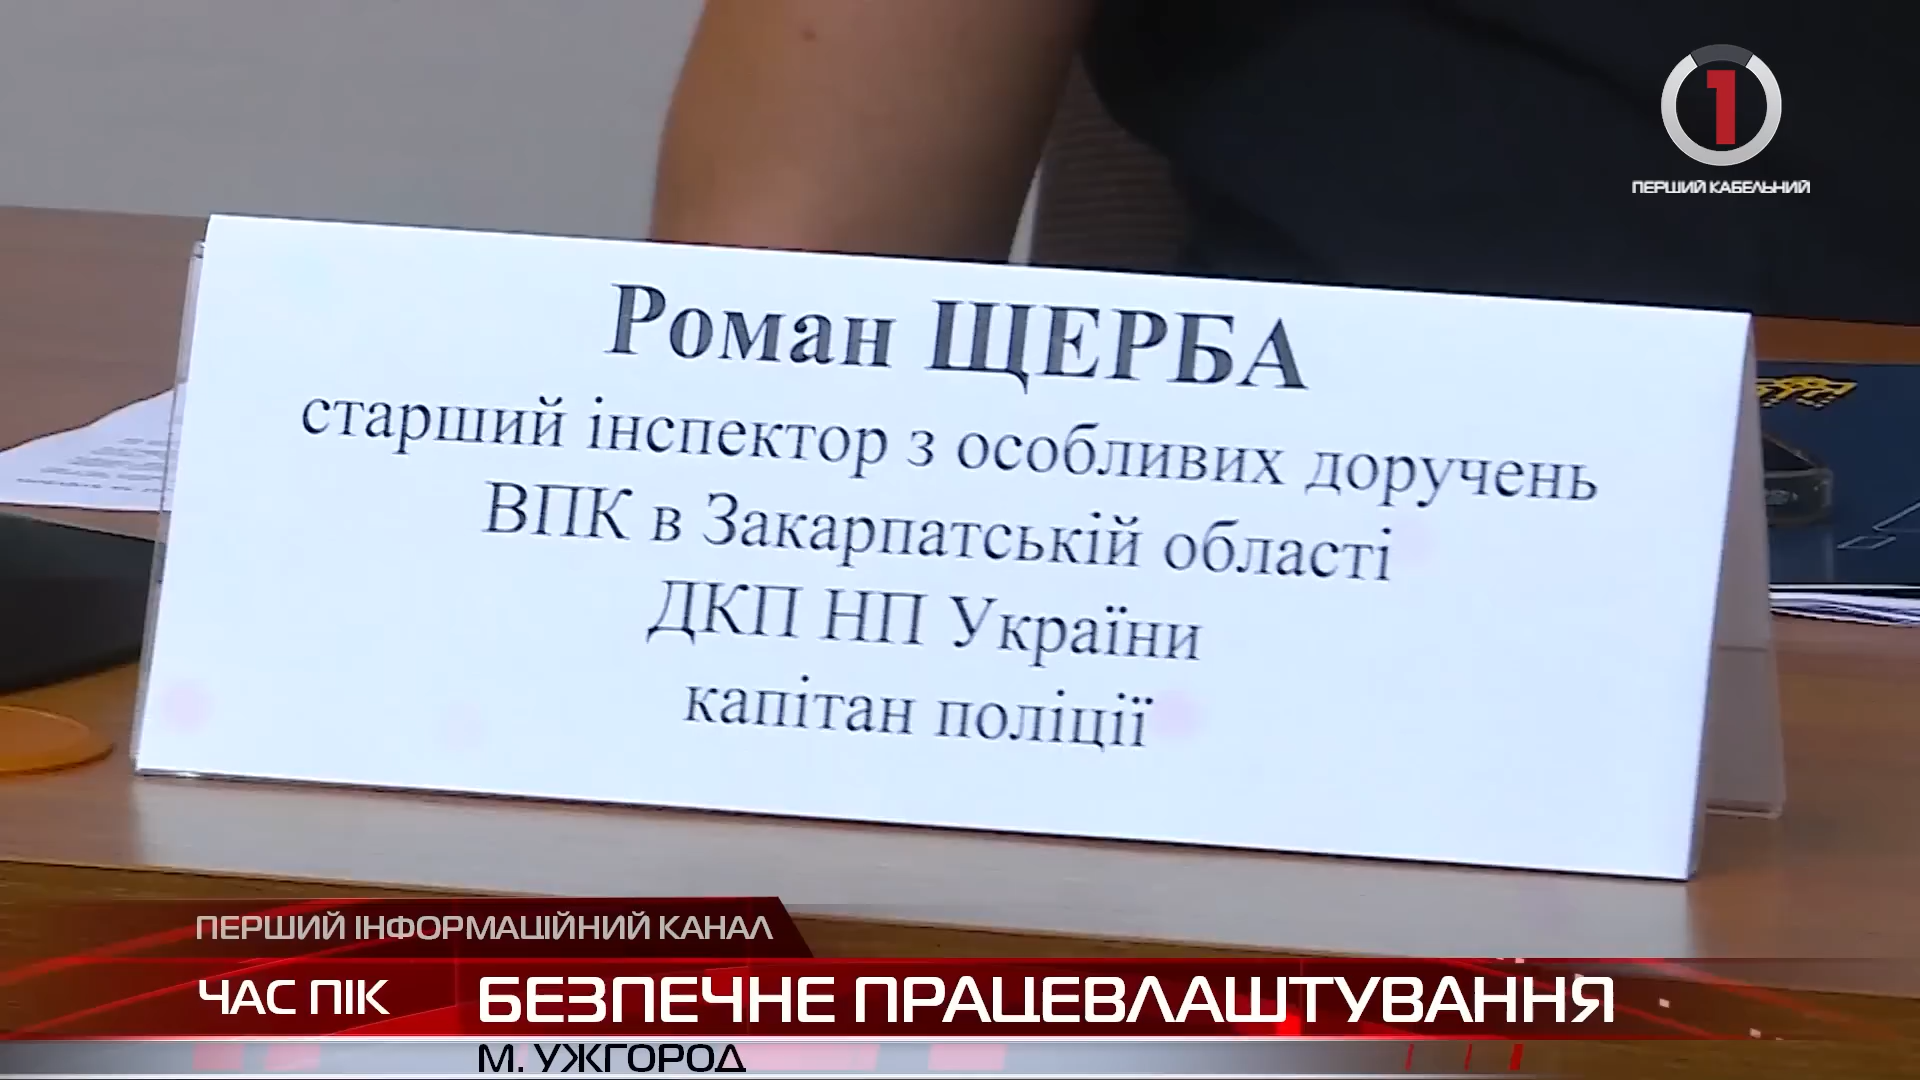 1
ПЕРШИЙ КАБЕЛЬНИЙ
Роман ЩЕРБА
старший інспектор з особливих доручень
ВПК в Закарпатській області
ДКП НП України
капітан поліції
ПЕРШИЙ ІНФОРМАЦІЙНИЙ КАНАЛ
ЧАС ПІК
БЕЗПЕЧНЕ ПРАЦЕВЛАШТУВАННЯ
М. УЖГОРОД